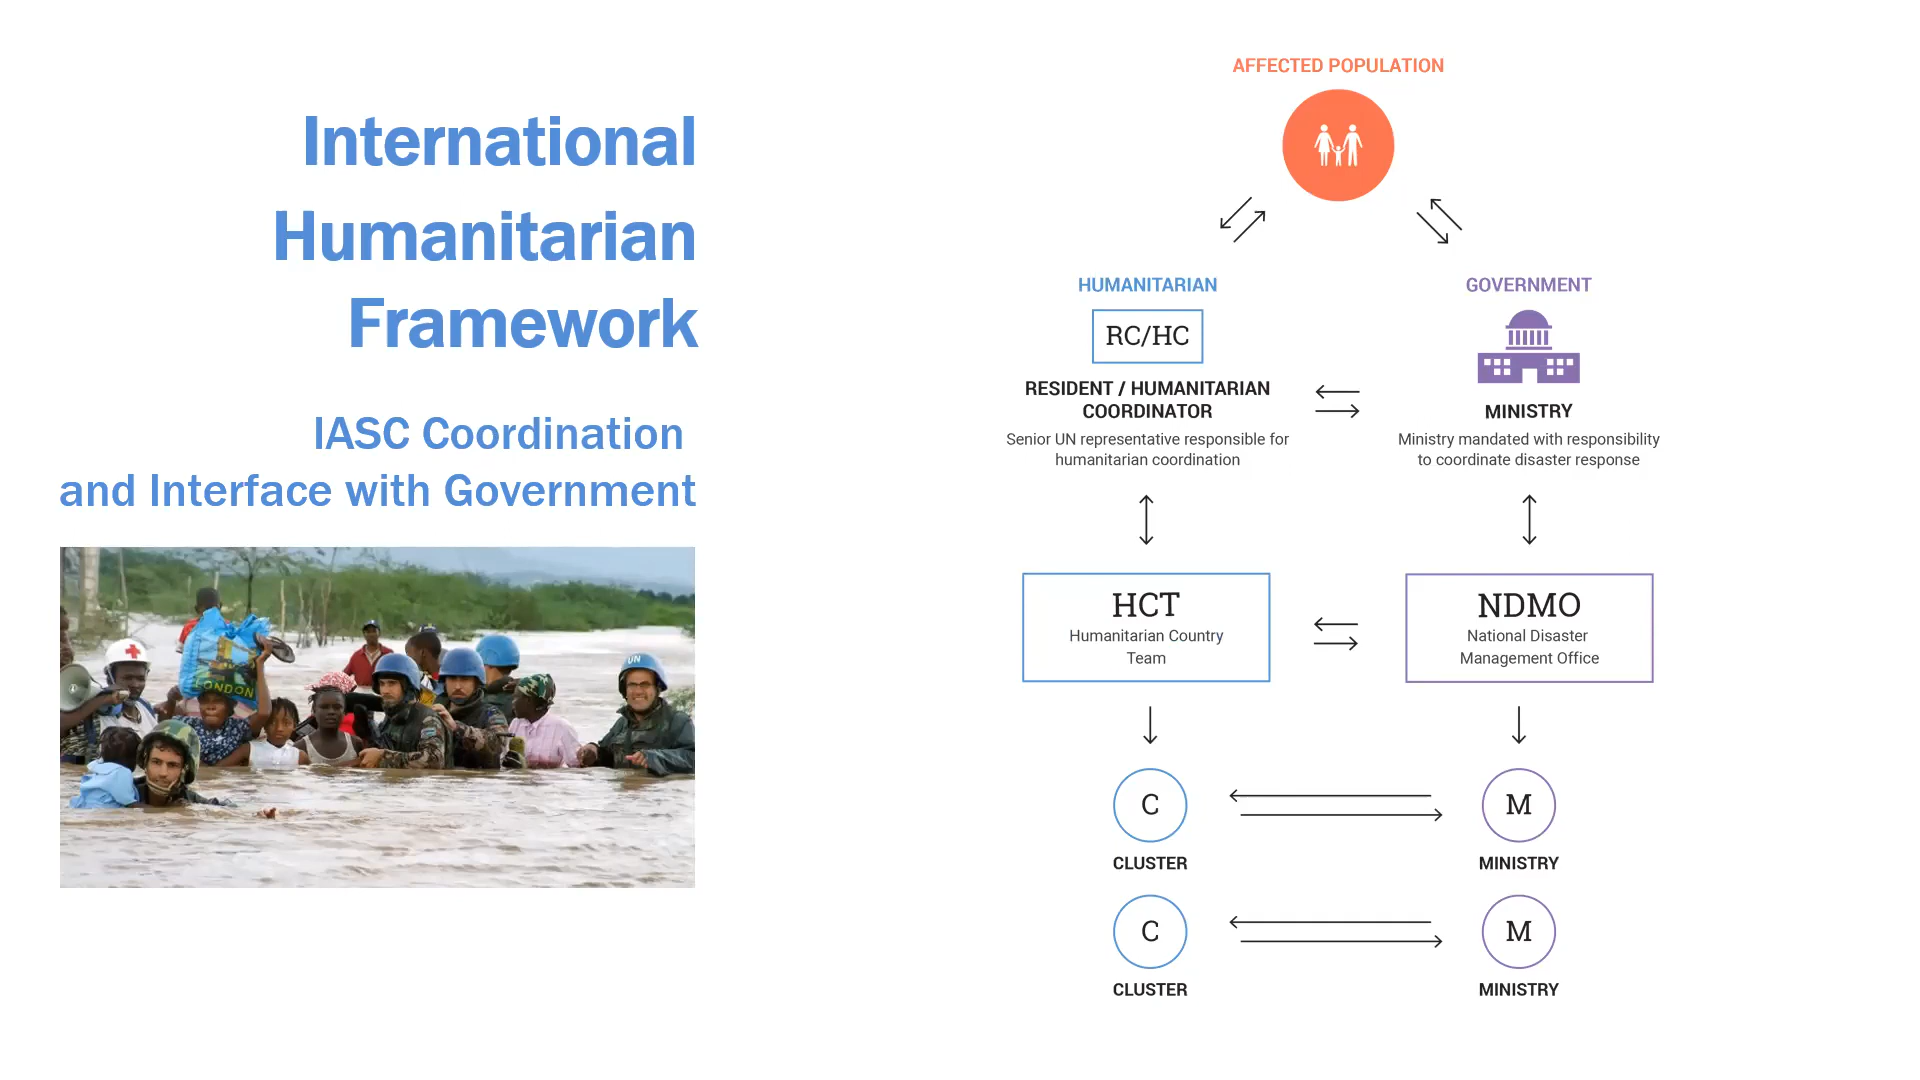 International
Humanitarian
Framework
IASC Coordination
and Interface with Government
LONDON
UN
AFFECTED POPULATION
HUMANITARIAN
RC/HC
RESIDENT / HUMANITARIAN
COORDINATOR
Senior UN representative responsible for
humanitarian coordination
GOVERNMENT
MINISTRY
Ministry mandated with responsibility
to coordinate disaster response
HCT
Humanitarian Country
Team
NDMO
National Disaster
Management Office
C
CLUSTER
M
MINISTRY
C
CLUSTER
M
MINISTRY